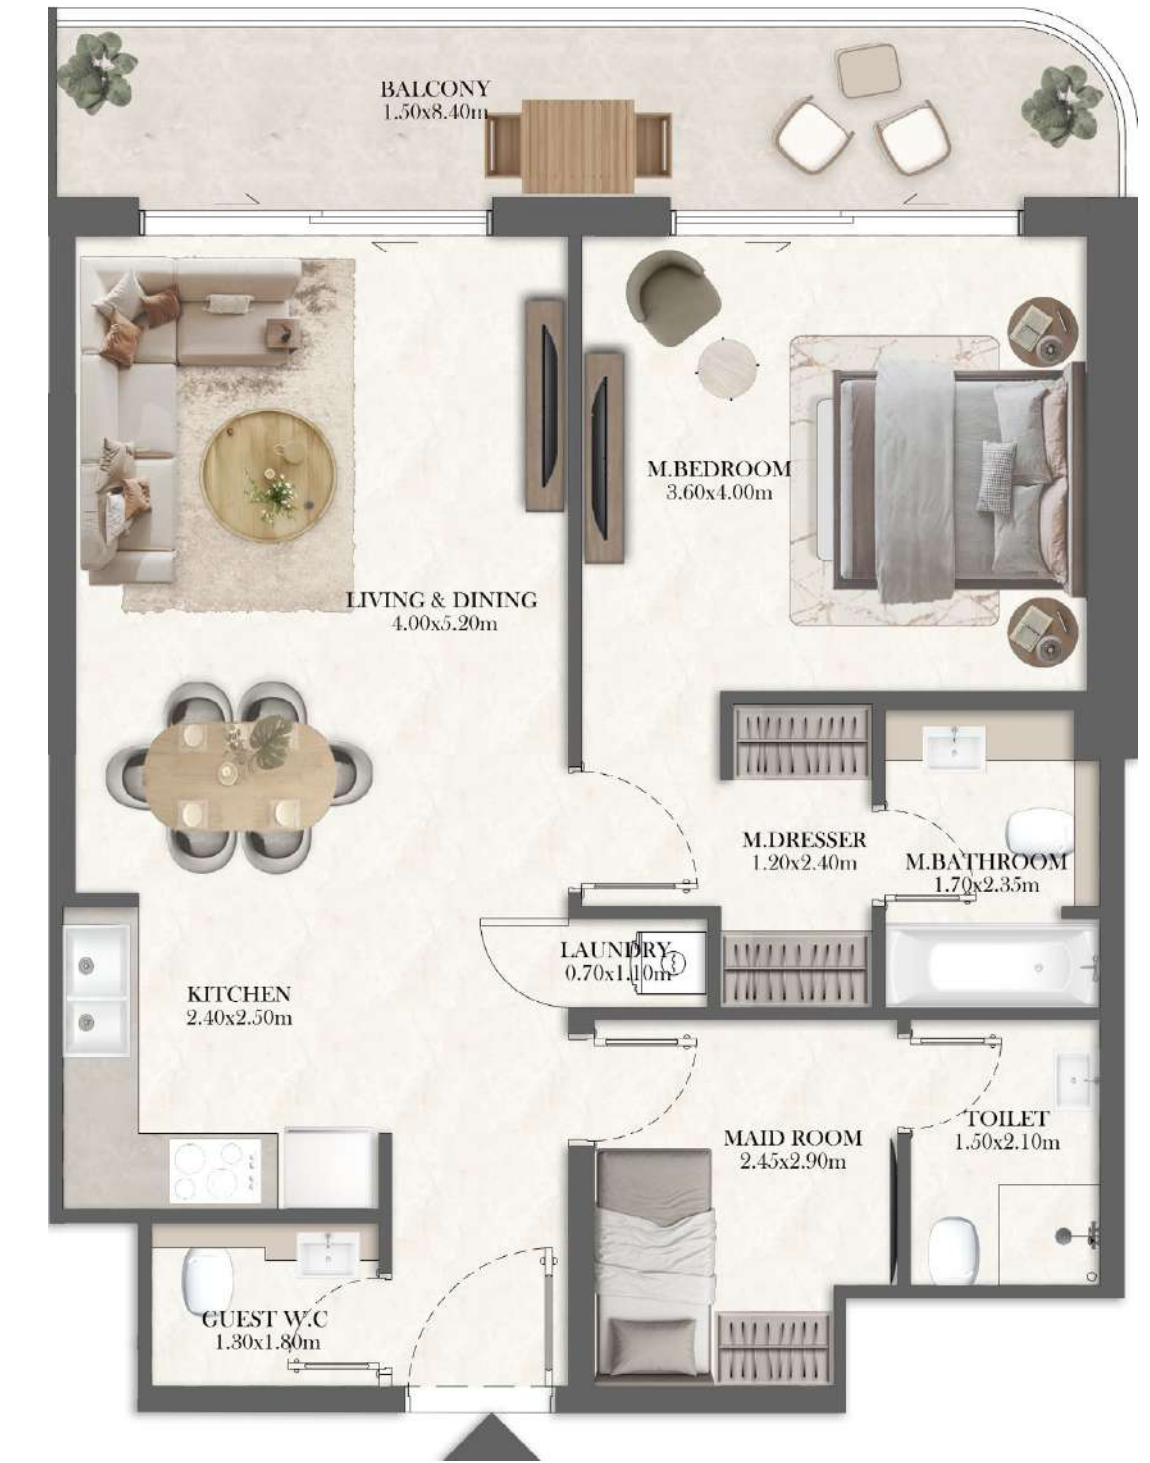 BALCONY
1.50x8.40m
M.BEDROOM
3.60x4.00m
LIVING & DINING
4.00x5.20m
M.DRESSER
1.20x2.40m
M.BATHROOM
1.70x2.35m
LAUNDRY
0.70x1.10m
KITCHEN
2.40x2.50m
TOILET
1.50x2.10m
MAID ROOM
2.45x2.90m
GUEST W.C
1.30x1.80m